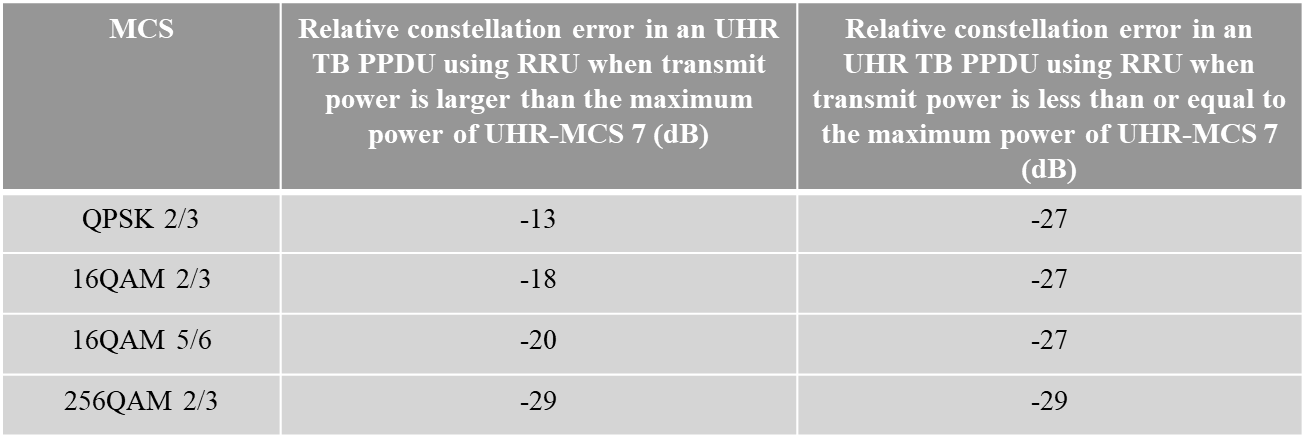 MCS
Relative constellation error in an UHR
TB PPDU using RRU when transmit
power is larger than the maximum
power of UHR-MCS 7 (dB)
Relative constellation error in an
UHR TB PPDU using RRU when
transmit power is less than or equal to
the maximum power of UHR-MCS 7
(dB)
QPSK 2/3
-13
-27
16QAM 2/3
-18
-27
16QAM 5/6
-20
-27
256QAM 2/3
-29
-29